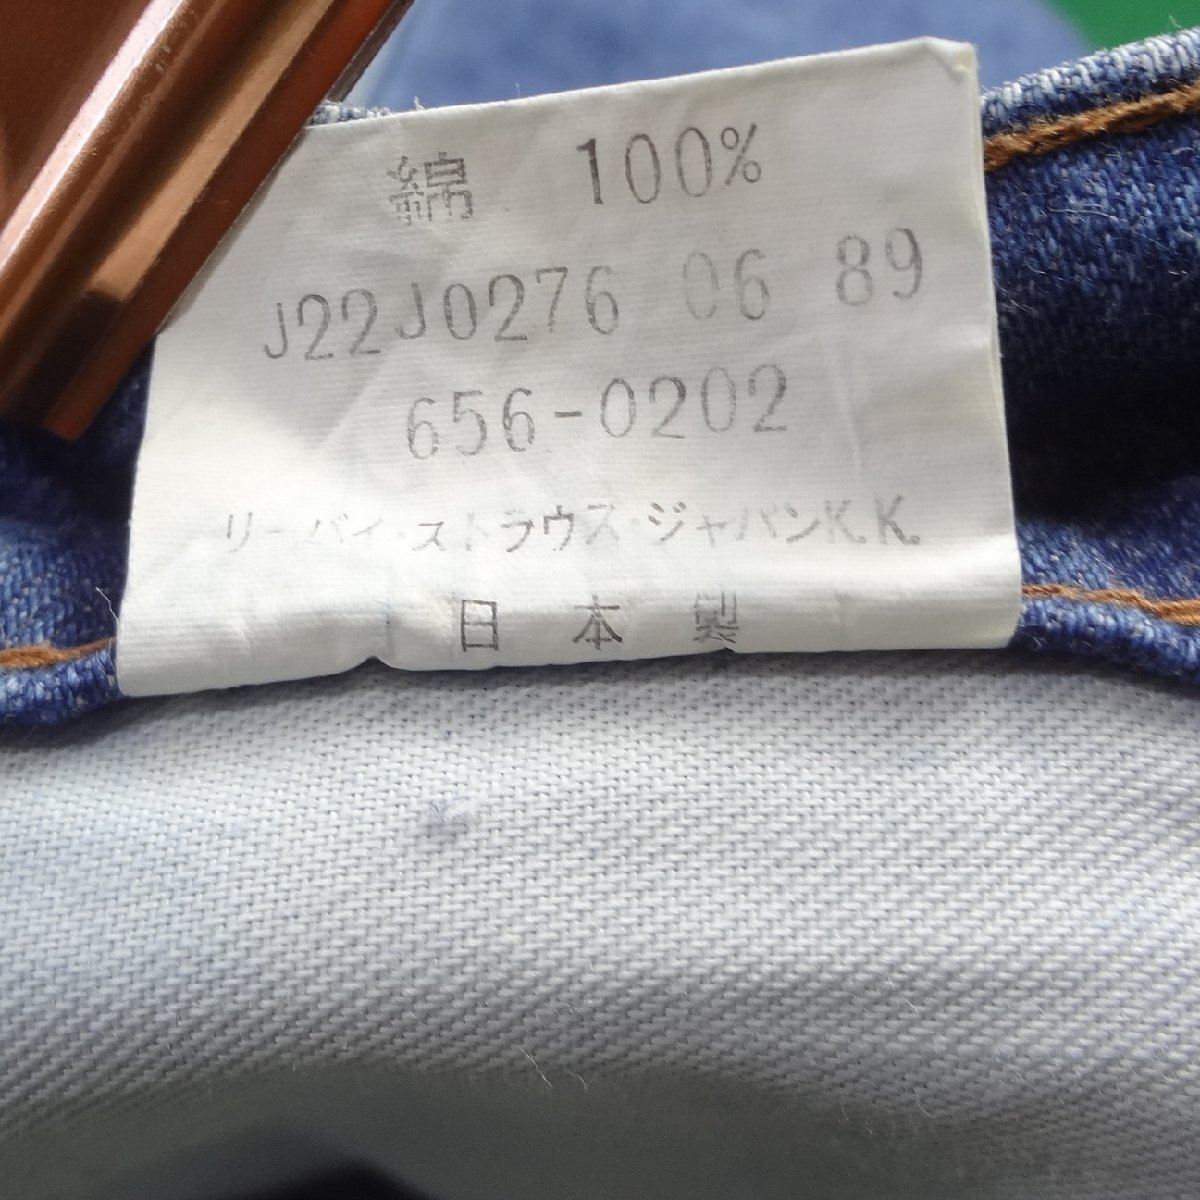 綿 100%
J22J0276 06 89
656-0202
リーバイ・ストラウス・ジャパンK.K.
日本製